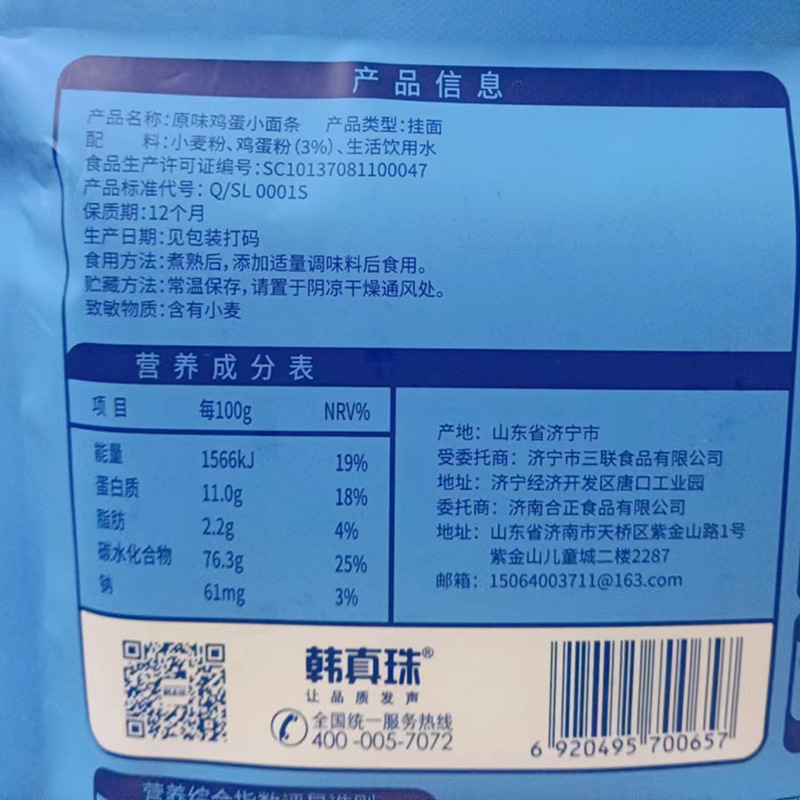 产品信息
产品名称:原味鸡蛋小面条 产品类型:挂面
配 料:小麦粉、鸡蛋粉(3%)、生活饮用水
食品生产许可证编号:SC10137081100047
产品标准代号: Q/SL 0001S
保质期:12个月
生产日期:见包装打码
食用方法:煮熟后,添加适量调味料后食用。
贮藏方法:常温保存,请置于阴凉干燥通风处。
致敏物质:含有小麦
营养成分表
项目 每100g NRV%
能量 1566kJ 19%
蛋白质 11.0g 18%
脂肪 2.2g 4%
碳水化合物 76.3g 25%
钠 61mg 3%
产地: 山东省济宁市
受委托商: 济宁市三联食品有限公司
地址: 济宁经济开发区唐口工业园
委托商: 济南合正食品有限公司
地址: 山东省济南市天桥区紫金山路1号
紫金山儿童城二楼2287
邮箱: 15064003711@163.com
韩真珠®
让品质发声
全国统一服务热线
400-005-7072
6 920495 700657
营养综合指数